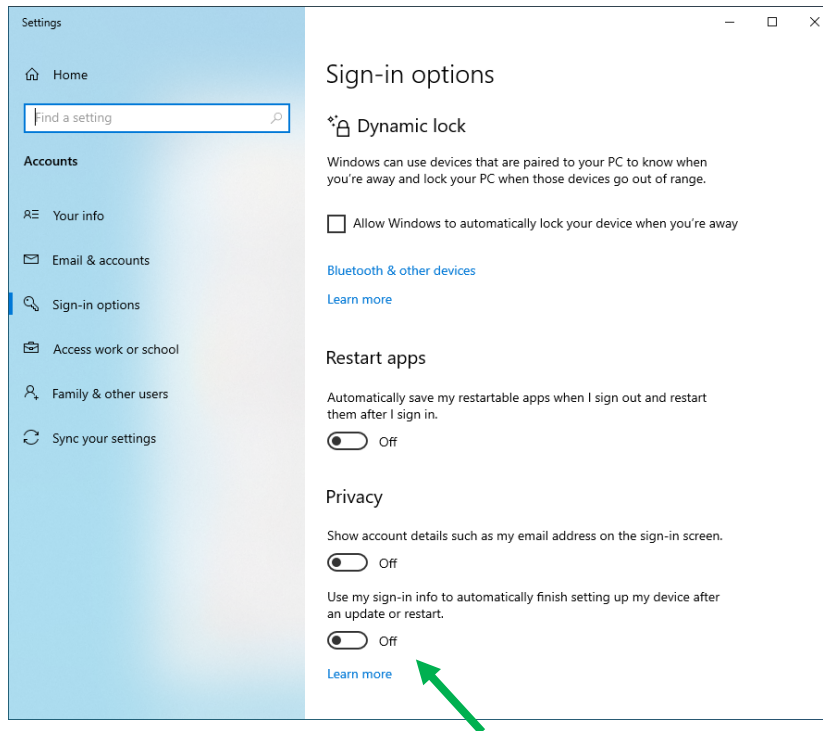 Settings
Home
Find a setting
Accounts
Your info
Email & accounts
Sign-in options
Access work or school
Family & other users
Sync your settings
Sign-in options
Dynamic lock
Windows can use devices that are paired to your PC to know when
you're away and lock your PC when those devices go out of range.
Allow Windows to automatically lock your device when you're away
Bluetooth & other devices
Learn more
Restart apps
Automatically save my restartable apps when I sign out and restart
them after I sign in.
Off
Privacy
Show account details such as my email address on the sign-in screen.
Off
Use my sign-in info to automatically finish setting up my device after
an update or restart.
Off
Learn more